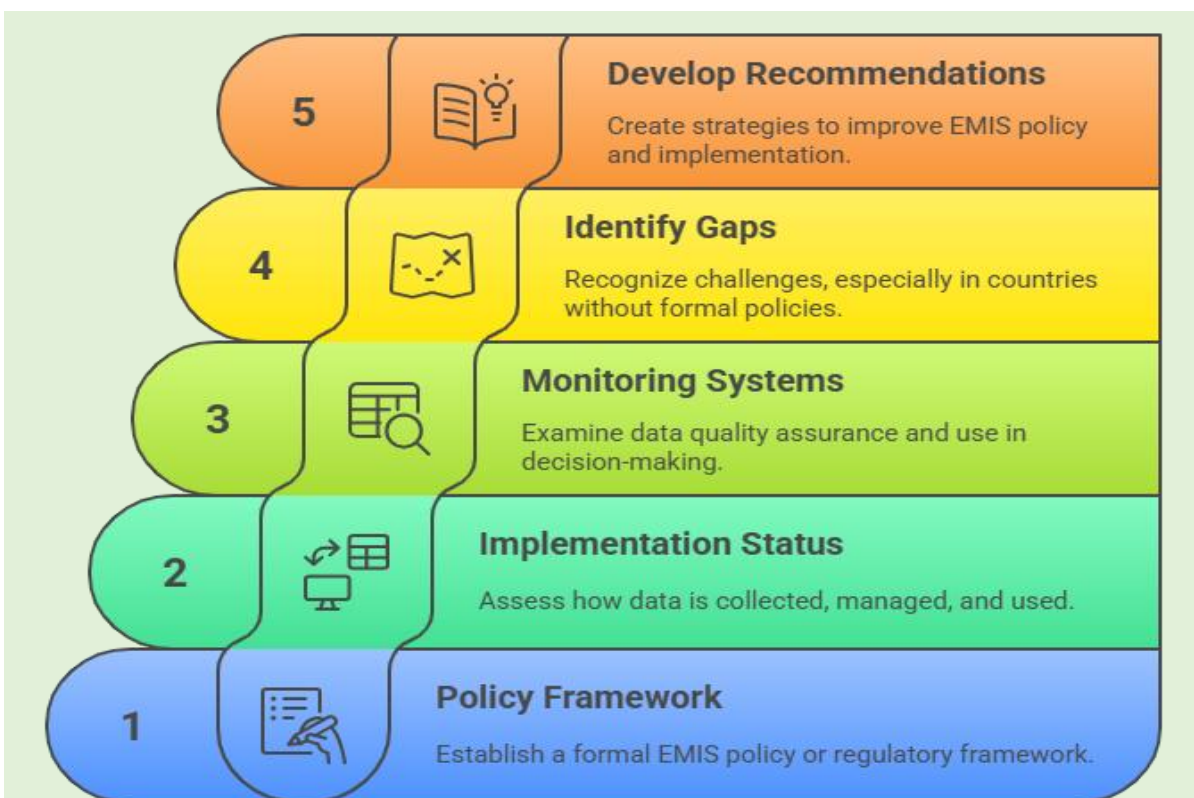 5
Develop Recommendations
Create strategies to improve EMIS policy
and implementation.
4
Identify Gaps
Recognize challenges, especially in countries
without formal policies.
3
Monitoring Systems
Examine data quality assurance and use in
decision-making.
2
Implementation Status
Assess how data is collected, managed, and used.
1
Policy Framework
Establish a formal EMIS policy or regulatory framework.